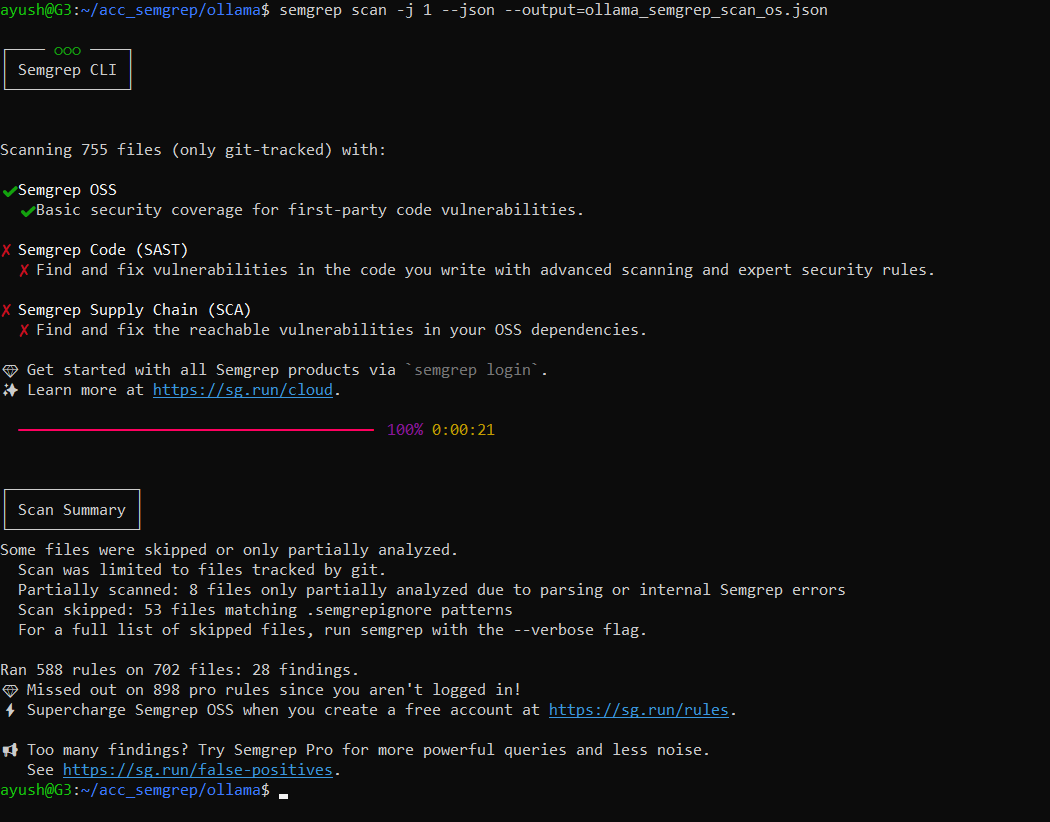 ayush@G3:~/acc_semgrep/ollama$ semgrep scan -j 1 --json --output=ollama_semgrep_scan_os.json
ooo
Semgrep CLI
Scanning 755 files (only git-tracked) with:
✔Semgrep OSS
✔Basic security coverage for first-party code vulnerabilities.
✗ Semgrep Code (SAST)
✗ Find and fix vulnerabilities in the code you write with advanced scanning and expert security rules.
✗ Semgrep Supply Chain (SCA)
✗ Find and fix the reachable vulnerabilities in your OSS dependencies.
💎 Get started with all Semgrep products via `semgrep login`.
✨ Learn more at https://sg.run/cloud.
100% 0:00:21
Scan Summary
Some files were skipped or only partially analyzed.
Scan was limited to files tracked by git.
Partially scanned: 8 files only partially analyzed due to parsing or internal Semgrep errors
Scan skipped: 53 files matching .semgrepignore patterns
For a full list of skipped files, run semgrep with the --verbose flag.
Ran 588 rules on 702 files: 28 findings.
💎 Missed out on 898 pro rules since you aren't logged in!
⚡ Supercharge Semgrep OSS when you create a free account at https://sg.run/rules.
📢 Too many findings? Try Semgrep Pro for more powerful queries and less noise.
See https://sg.run/false-positives.
ayush@G3:~/acc_semgrep/ollama$